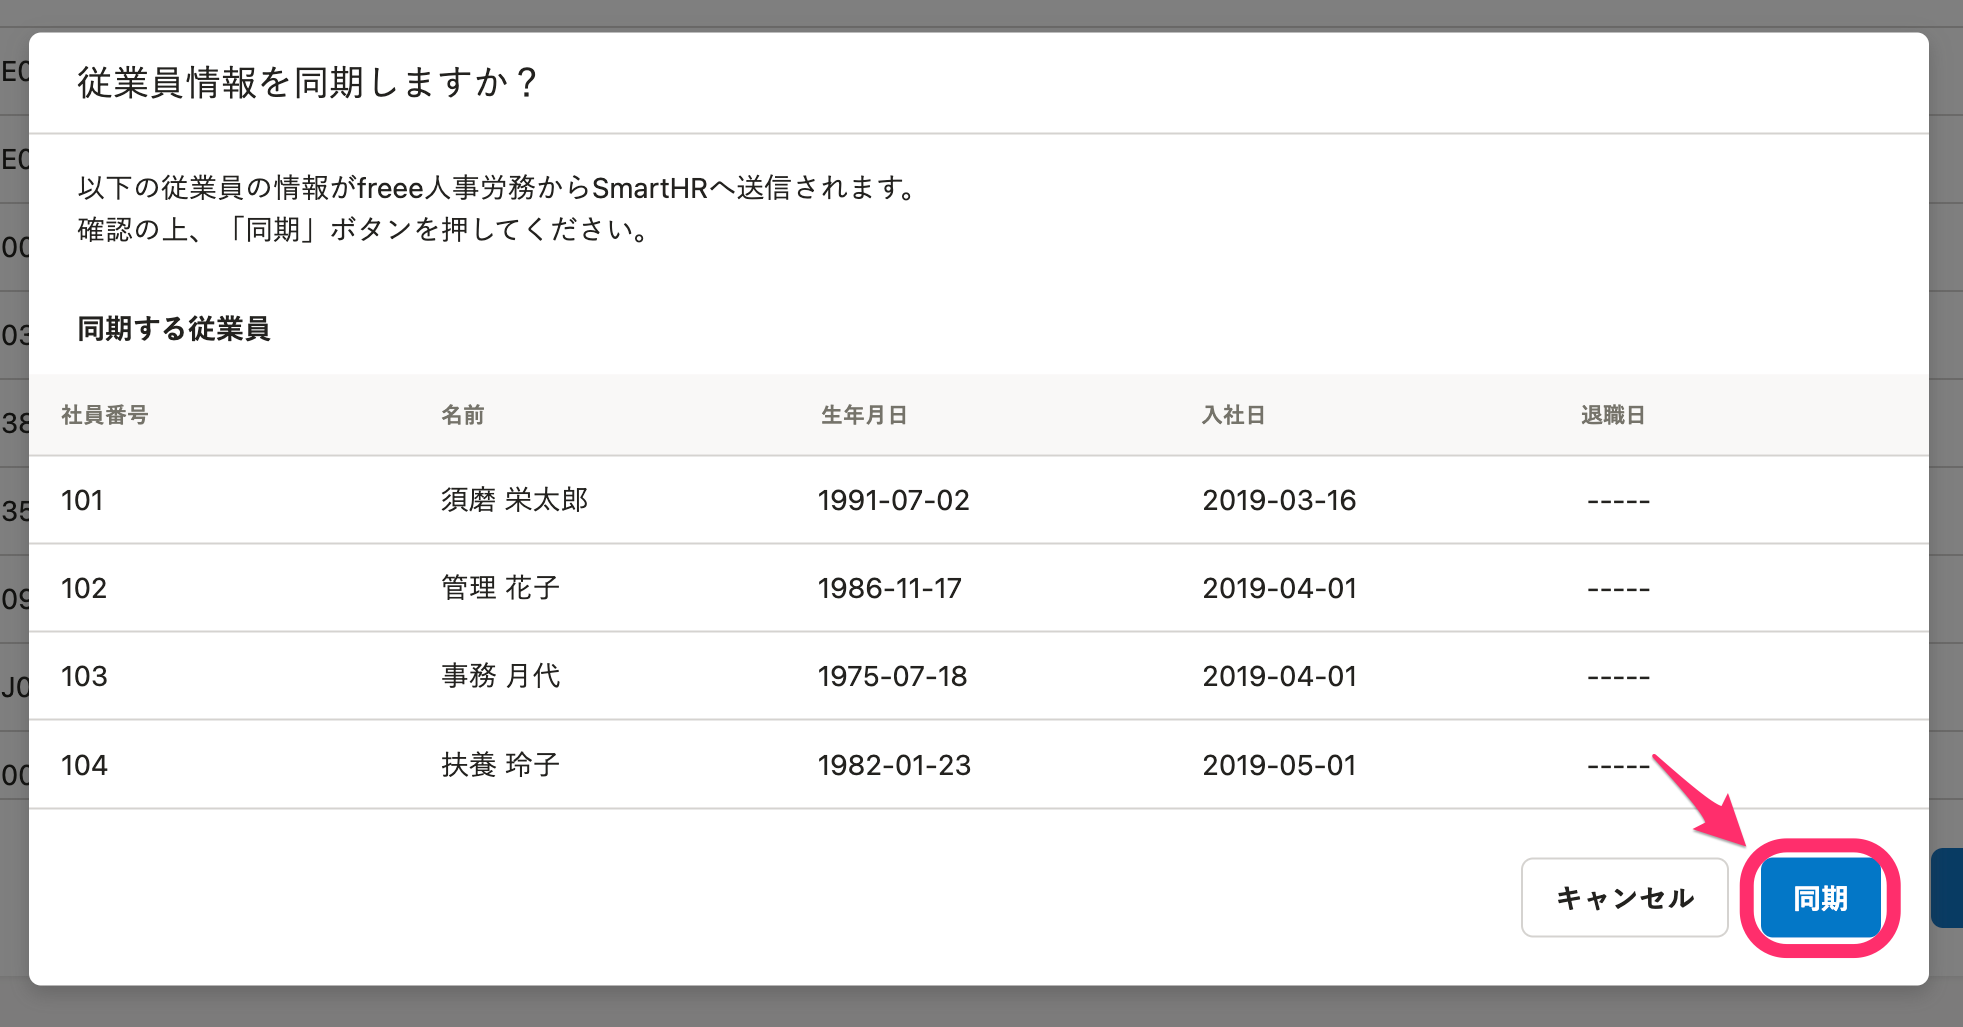 従業員情報を同期しますか？
以下の従業員の情報がfreee人事労務からSmartHRへ送信されます。
確認の上、「同期」ボタンを押してください。
同期する従業員
社員番号 名前 生年月日 入社日 退職日
101 須磨 栄太郎 1991-07-02 2019-03-16 -----
102 管理 花子 1986-11-17 2019-04-01 -----
103 事務 月代 1975-07-18 2019-04-01 -----
104 扶養 玲子 1982-01-23 2019-05-01 -----
キャンセル 同期